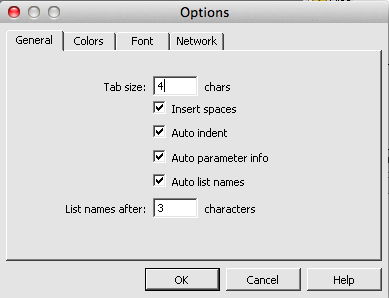 Options
General Colors Font Network
Tab size: 4 chars
Insert spaces
Auto indent
Auto parameter info
Auto list names
List names after: 3 characters
OK Cancel Help